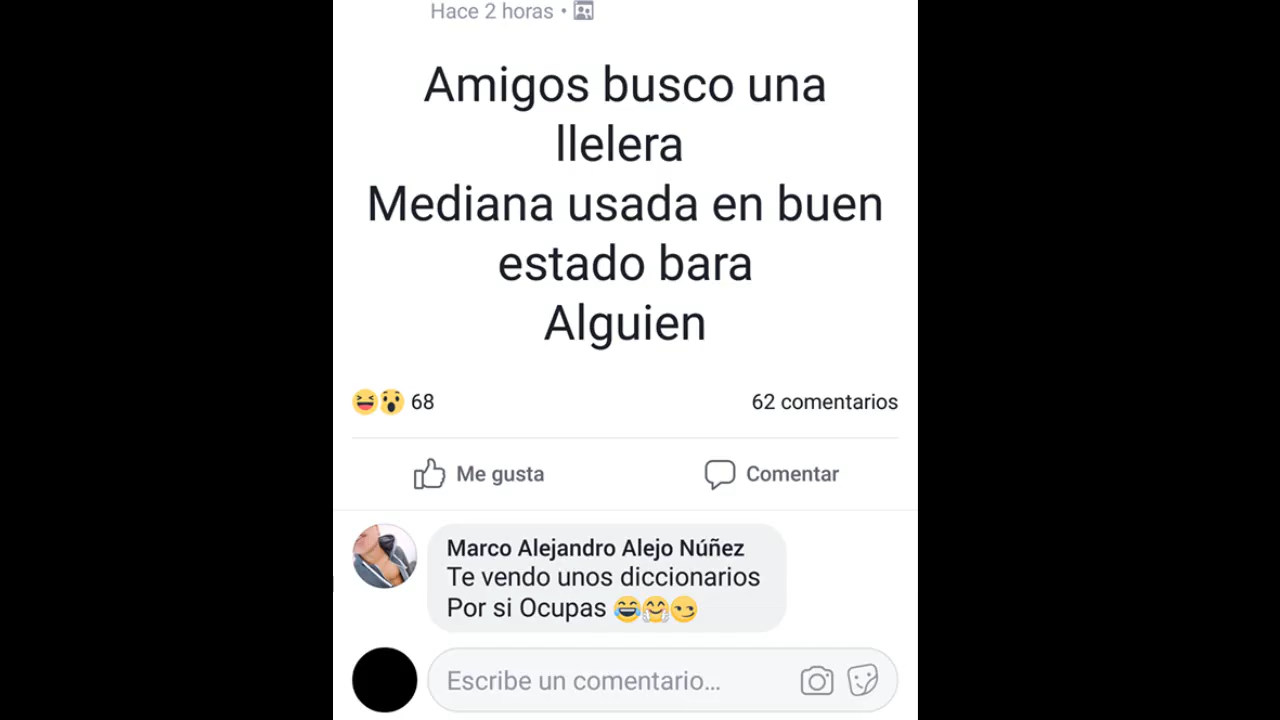 Hace 2 horas •
Amigos busco una
llelera
Mediana usada en buen
estado bara
Alguien
68
62 comentarios
Me gusta
Comentar
Marco Alejandro Alejo Núñez
Te vendo unos diccionarios
Por si Ocupas 😂🤗😏
Escribe un comentario...